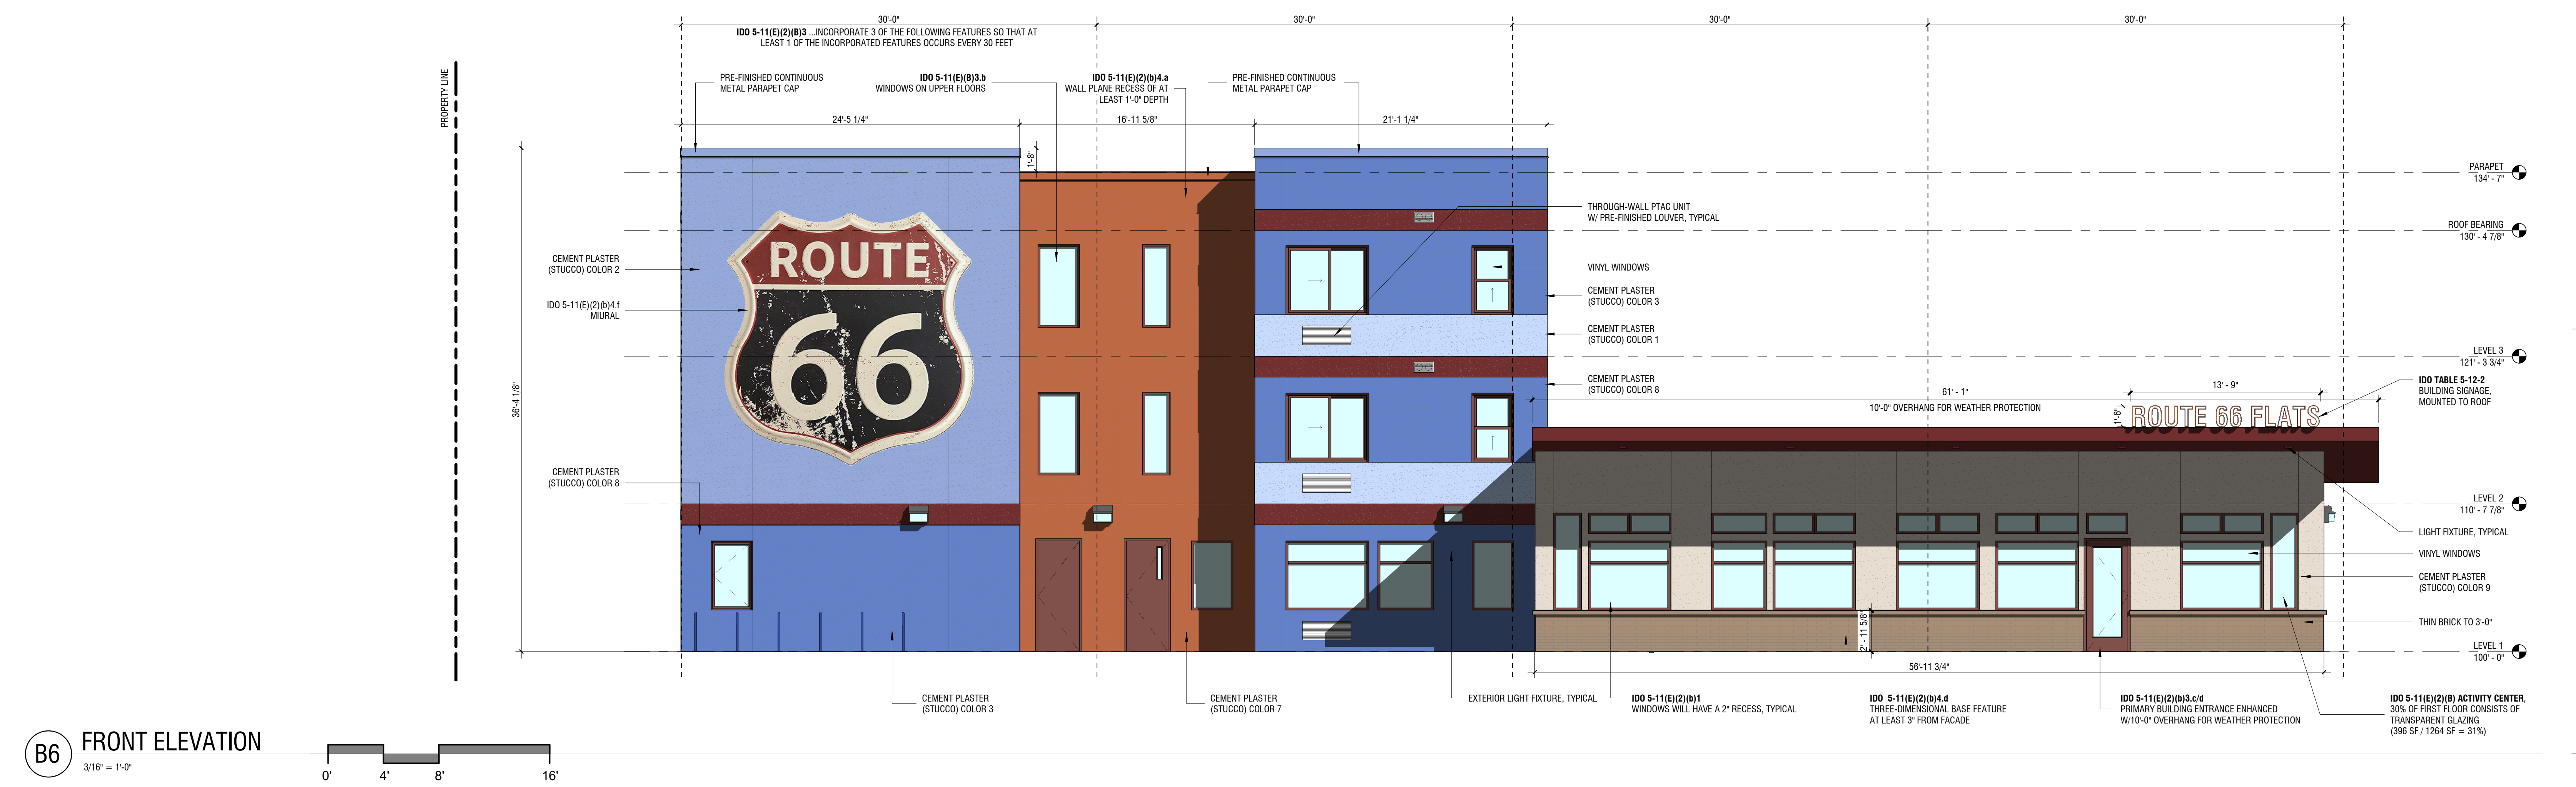 30'-0"
30'-0"
30'-0"
30'-0"
IDO 5-11(E)(2)(B)3 ...INCORPORATE 3 OF THE FOLLOWING FEATURES SO THAT AT
LEAST 1 OF THE INCORPORATED FEATURES OCCURS EVERY 30 FEET
PROPERTY LINE
PRE-FINISHED CONTINUOUS
METAL PARAPET CAP
IDO 5-11(E)(B)3.b
WINDOWS ON UPPER FLOORS
IDO 5-11(E)(2)(b)4.a
WALL PLANE RECESS OF AT
LEAST 1'-0" DEPTH
PRE-FINISHED CONTINUOUS
METAL PARAPET CAP
24'-5 1/4"
16'-11 5/8"
21'-1 1/4"
1'-8"
PARAPET
134' - 7"
THROUGH-WALL PTAC UNIT
W/ PRE-FINISHED LOUVER, TYPICAL
ROOF BEARING
130' - 4 7/8"
CEMENT PLASTER
(STUCCO) COLOR 2
ROUTE
66
VINYL WINDOWS
CEMENT PLASTER
(STUCCO) COLOR 3
IDO 5-11(E)(2)(b)4.f
MIURAL
CEMENT PLASTER
(STUCCO) COLOR 1
LEVEL 3
121' - 3 3/4"
36'-4 1/8"
CEMENT PLASTER
(STUCCO) COLOR 8
61' - 1"
10'-0" OVERHANG FOR WEATHER PROTECTION
13' - 9"
1'-6"
ROUTE 66 FLATS
IDO TABLE 5-12-2
BUILDING SIGNAGE,
MOUNTED TO ROOF
CEMENT PLASTER
(STUCCO) COLOR 8
LEVEL 2
110' - 7 7/8"
LIGHT FIXTURE, TYPICAL
VINYL WINDOWS
CEMENT PLASTER
(STUCCO) COLOR 9
THIN BRICK TO 3'-0"
2' - 11 5/8"
LEVEL 1
100' - 0"
56'-11 3/4"
CEMENT PLASTER
(STUCCO) COLOR 3
CEMENT PLASTER
(STUCCO) COLOR 7
EXTERIOR LIGHT FIXTURE, TYPICAL
IDO 5-11(E)(2)(b)1
WINDOWS WILL HAVE A 2" RECESS, TYPICAL
IDO 5-11(E)(2)(b)4.d
THREE-DIMENSIONAL BASE FEATURE
AT LEAST 3" FROM FACADE
IDO 5-11(E)(2)(b)3.c/d
PRIMARY BUILDING ENTRANCE ENHANCED
W/10'-0" OVERHANG FOR WEATHER PROTECTION
IDO 5-11(E)(2)(B) ACTIVITY CENTER,
30% OF FIRST FLOOR CONSISTS OF
TRANSPARENT GLAZING
(396 SF / 1264 SF = 31%)
B6
FRONT ELEVATION
3/16" = 1'-0"
0'
4'
8'
16'